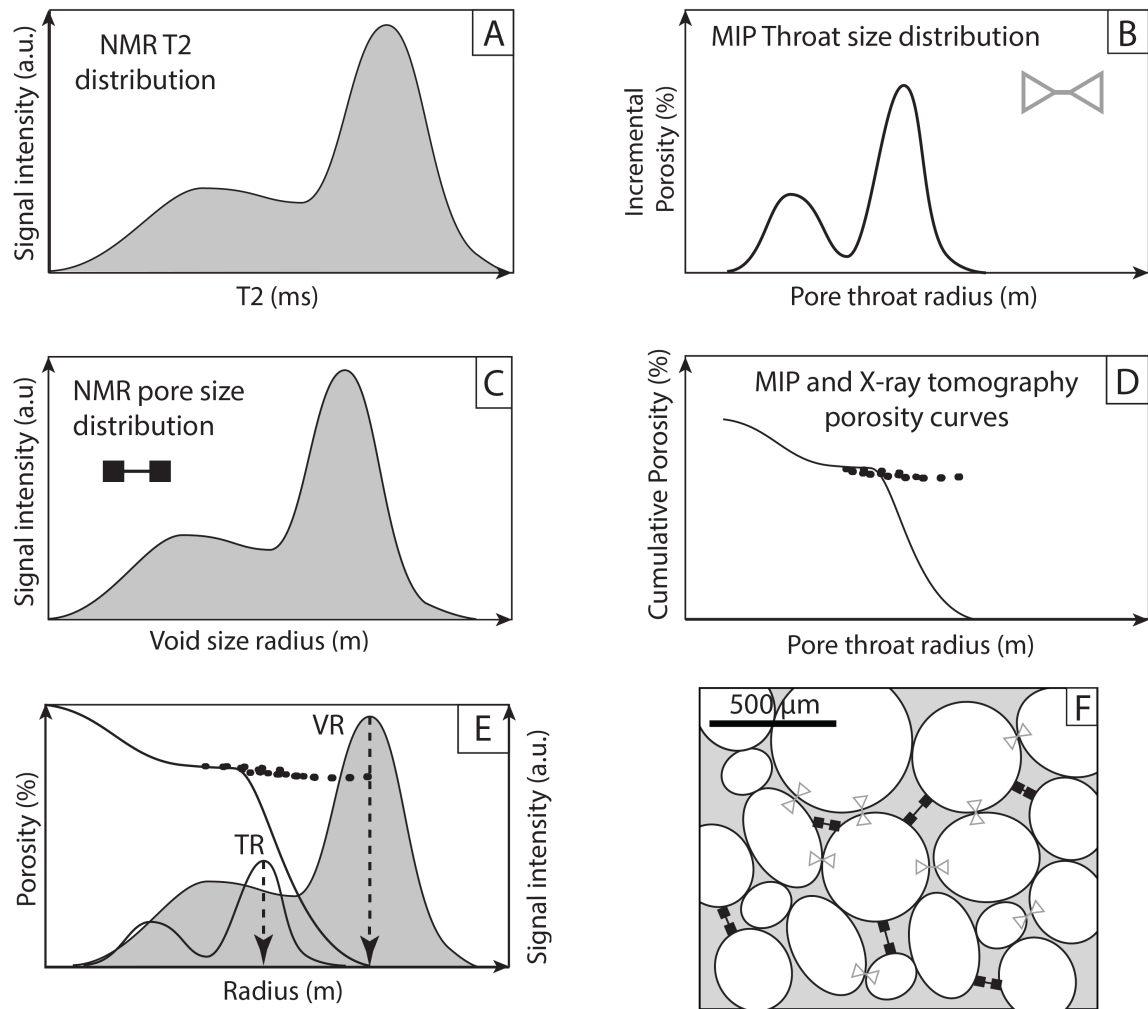 A
NMR T2
distribution
Signal intensity (a.u.)
T2 (ms)
B
MIP Throat size distribution
Incremental
Porosity (%)
Pore throat radius (m)
C
NMR pore size
distribution
Signal intensity (a.u)
Void size radius (m)
D
MIP and X-ray tomography
porosity curves
Cumulative Porosity (%)
Pore throat radius (m)
E
VR
TR
Porosity (%)
Signal intensity (a.u.)
Radius (m)
F
500 µm